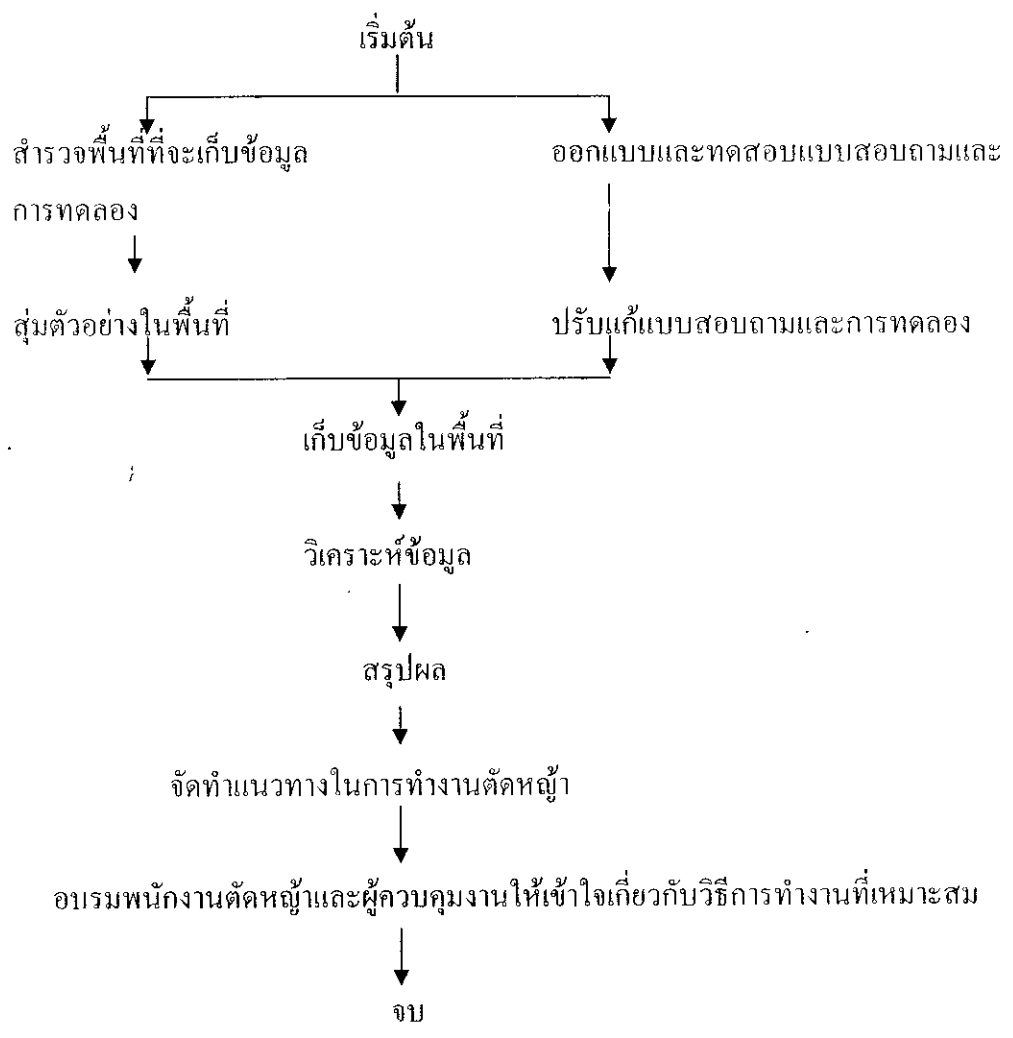 เริ่มต้น
สำรวจพื้นที่ที่จะเก็บข้อมูล
ออกแบบและทดสอบแบบสอบถามและ
การทดลอง
สุ่มตัวอย่างในพื้นที่
ปรับแก้แบบสอบถามและการทดลอง
เก็บข้อมูลในพื้นที่
วิเคราะห์ข้อมูล
สรุปผล
จัดทำแนวทางในการทำงานตัดหญ้า
อบรมพนักงานตัดหญ้าและผู้ควบคุมงานให้เข้าใจเกี่ยวกับวิธีการทำงานที่เหมาะสม
จบ